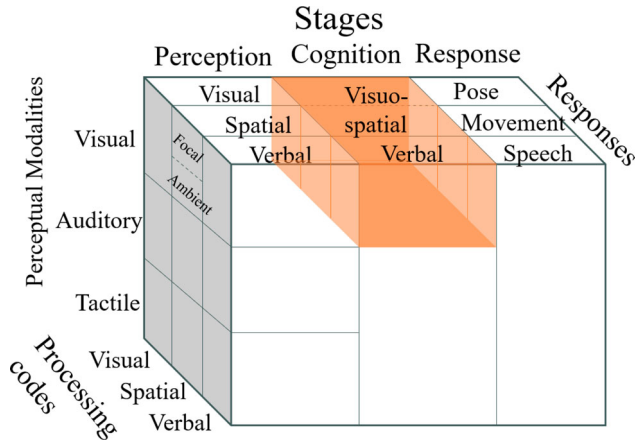 Stages
Perception Cognition Response
Responses
Perceptual Modalities
Visual
Auditory
Tactile
Focal
Ambient
Visual
Spatial
Verbal
Visuo-
spatial
Verbal
Pose
Movement
Speech
Processing
codes
Visual
Spatial
Verbal